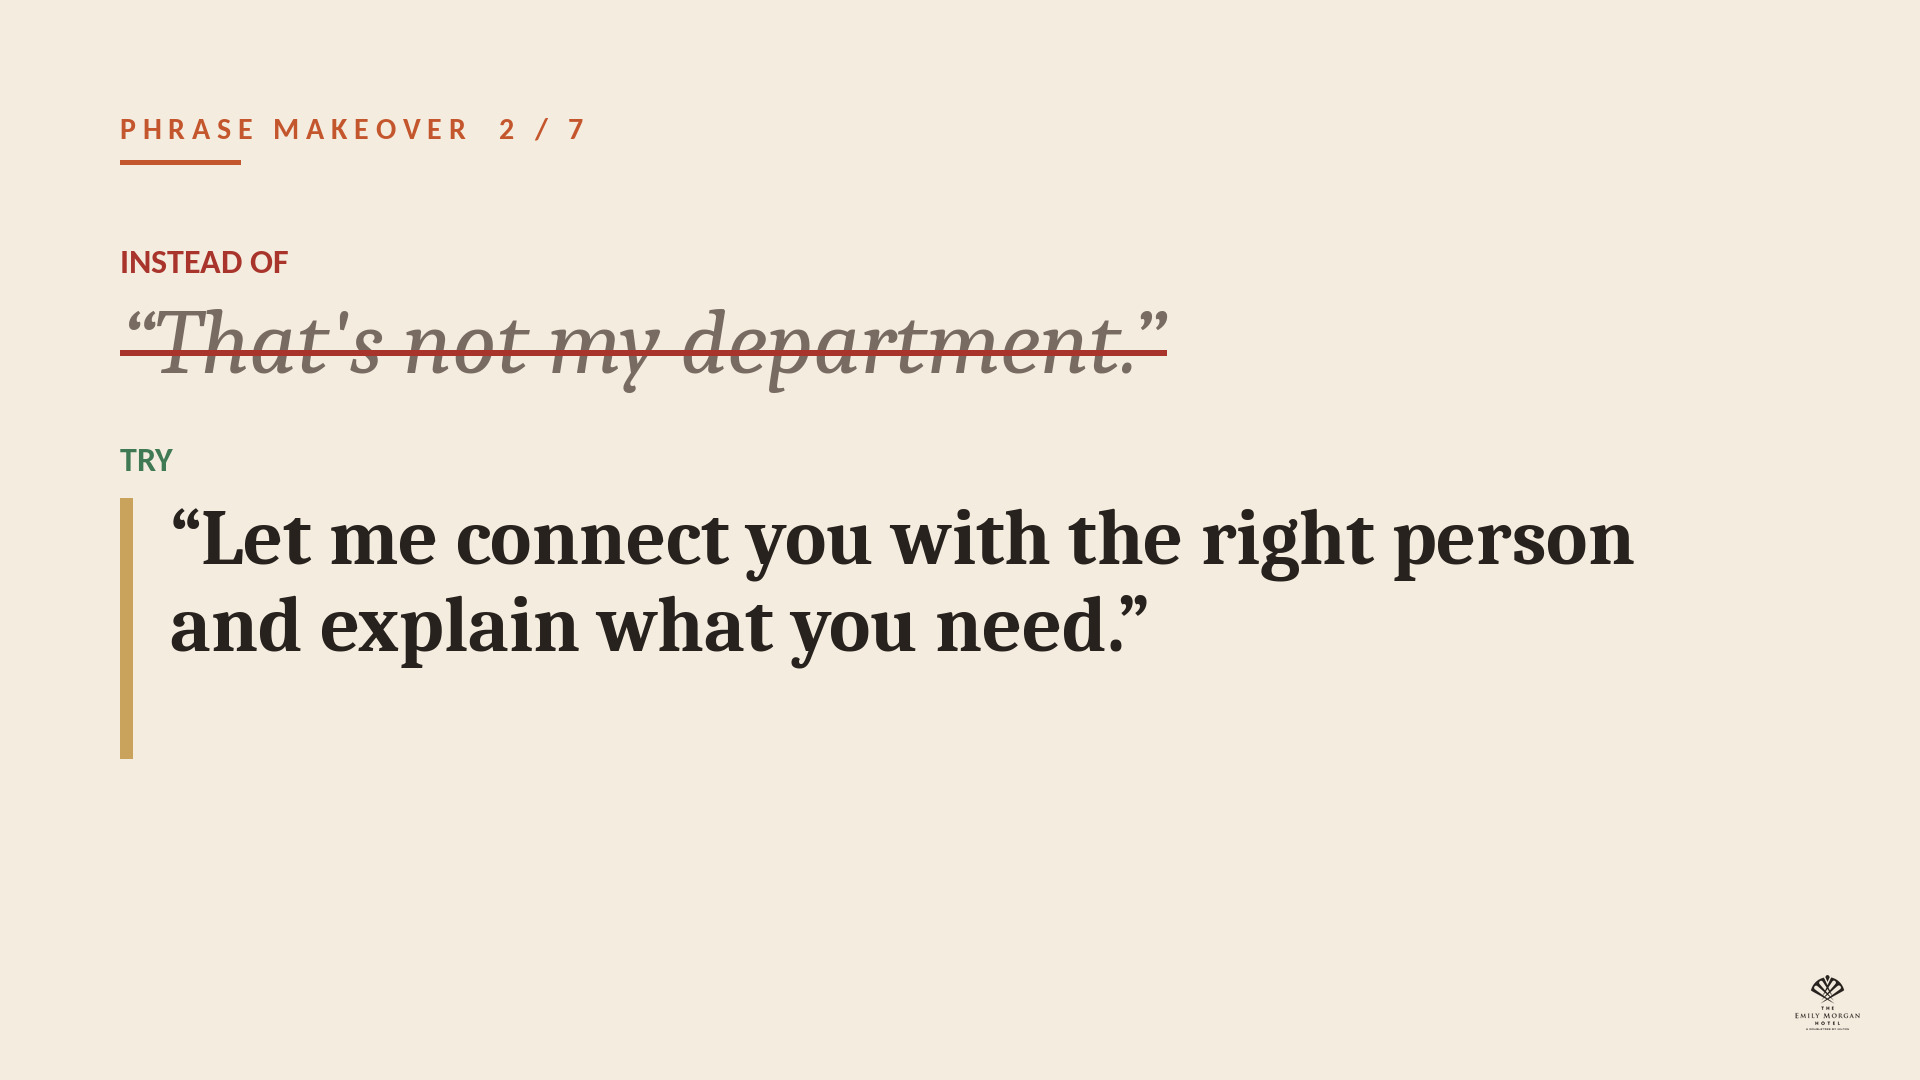 PHRASE MAKEOVER 2 / 7
INSTEAD OF
“That's not my department.”
TRY
“Let me connect you with the right person
and explain what you need.”
THE
EMILY MORGAN
HOTEL